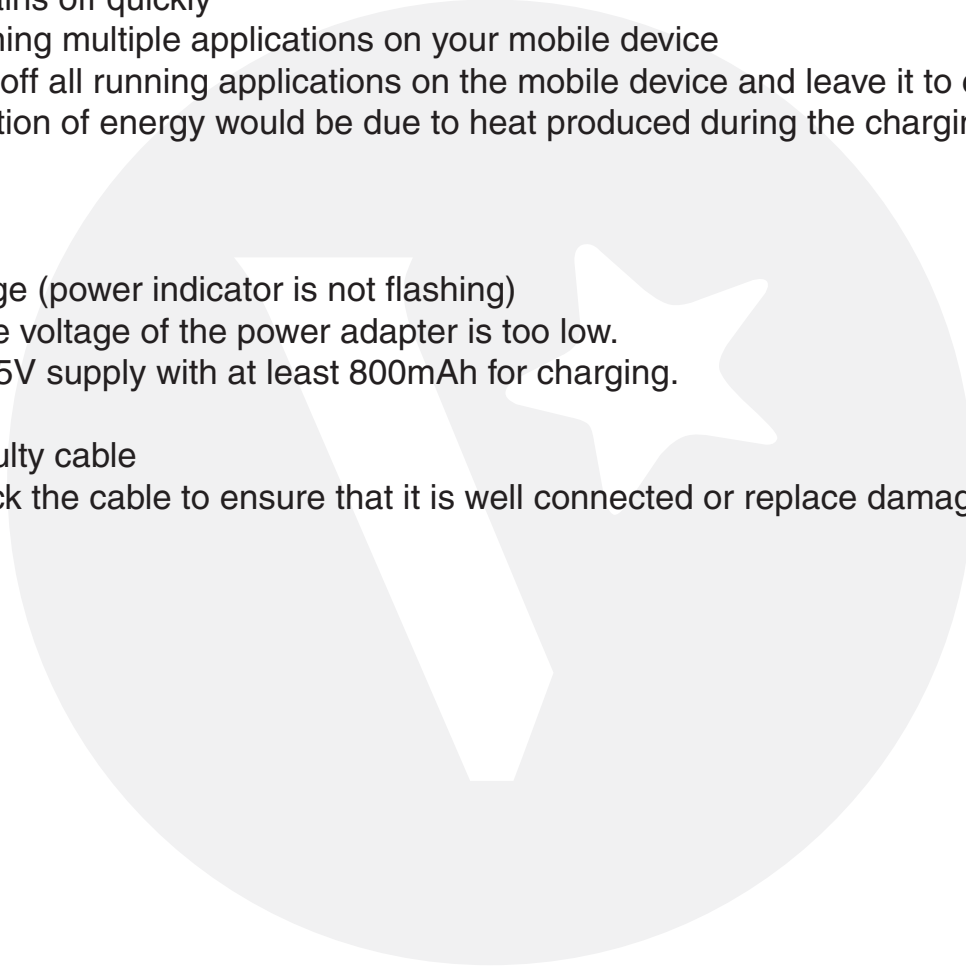 ins off quickly
ning multiple applications on your mobile device
off all running applications on the mobile device and leave it to
tion of energy would be due to heat produced during the chargin
ge (power indicator is not flashing)
e voltage of the power adapter is too low.
5V supply with at least 800mAh for charging.
ulty cable
ck the cable to ensure that it is well connected or replace damag